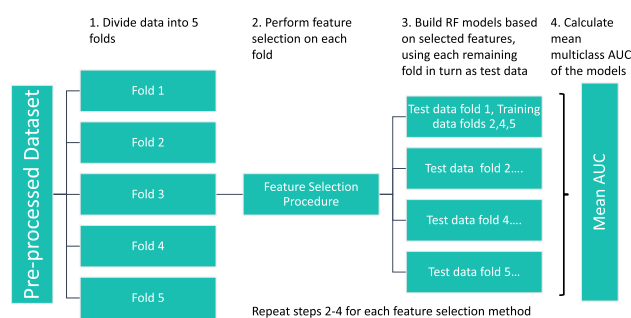 1. Divide data into 5
folds
2. Perform feature
selection on each
fold
3. Build RF models based
on selected features,
using each remaining
fold in turn as test data
4. Calculate
mean
multiclass AUC
of the models
Pre-processed Dataset
Fold 1
Fold 2
Fold 3
Fold 4
Fold 5
Feature Selection
Procedure
Test data fold 1, Training
data folds 2,4,5
Test data fold 2....
Test data fold 4....
Test data fold 5...
Mean AUC
Repeat steps 2-4 for each feature selection method